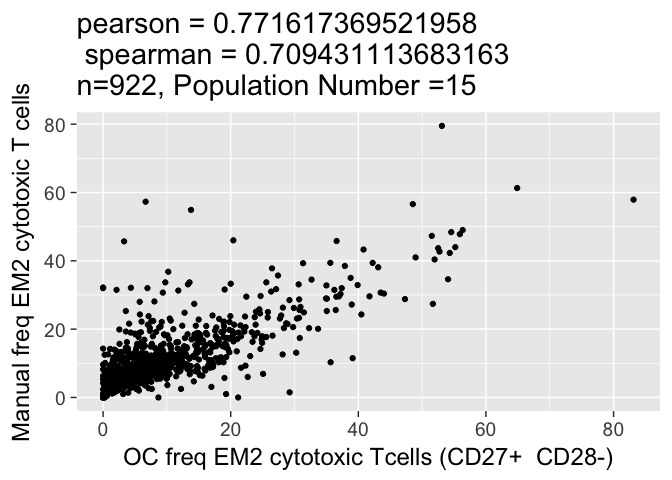 pearson = 0.771617369521958
spearman = 0.709431113683163
n=922, Population Number =15
Manual freq EM2 cytotoxic T cells
80
60
40
20
0
0 20 40 60 80
OC freq EM2 cytotoxic Tcells (CD27+  CD28-)